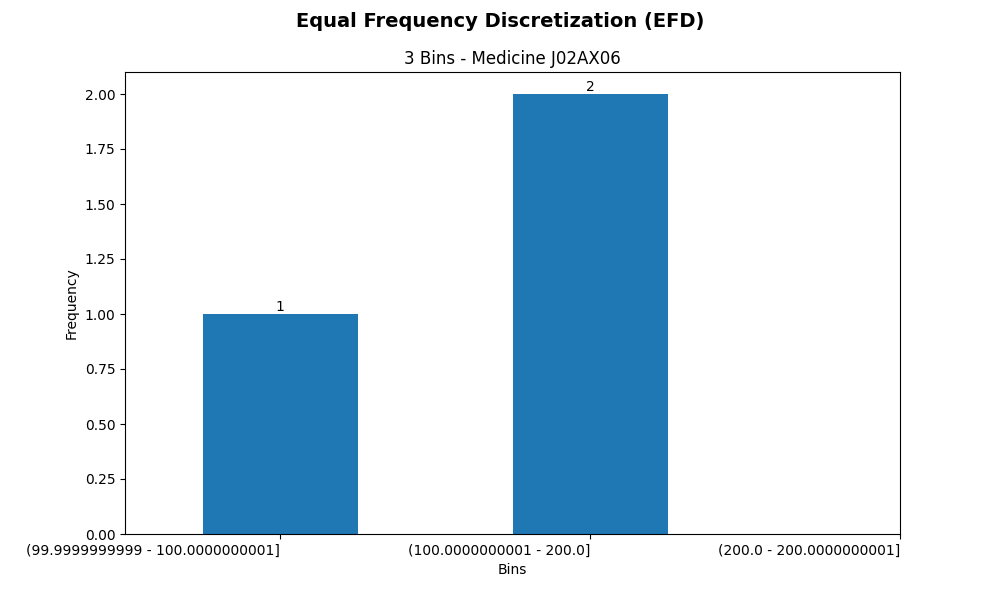 Equal Frequency Discretization (EFD)
3 Bins - Medicine J02AX06
2.00
1.75
1.50
1.25
1.00
0.75
0.50
0.25
0.00
Frequency
1
2
(99.9999999999 - 100.0000000001]
(100.0000000001 - 200.0]
(200.0 - 200.0000000001]
Bins